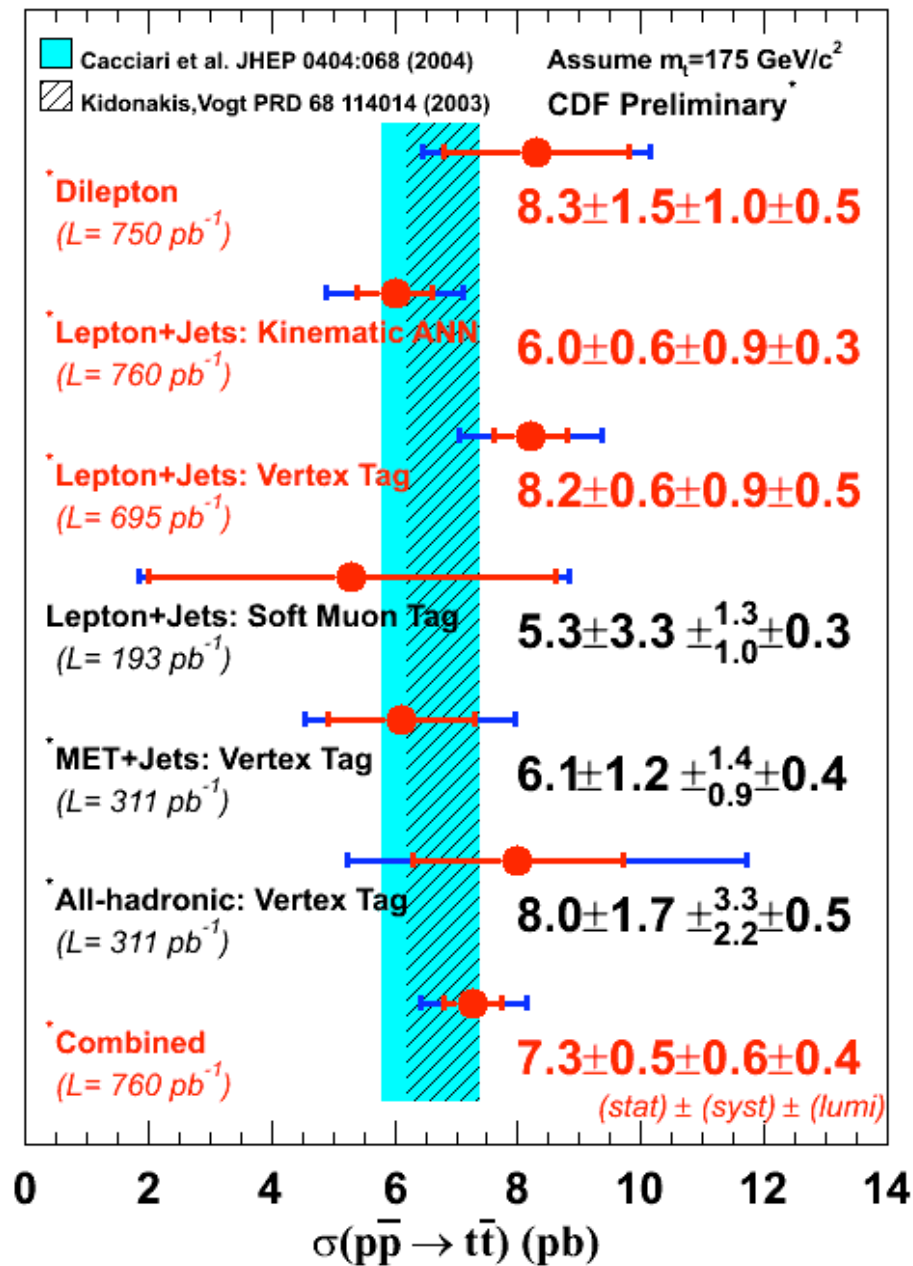 Cacciari et al. JHEP 0404:068 (2004)
Assume mₜ=175 GeV/c²
Kidonakis,Vogt PRD 68 114014 (2003)
CDF Preliminary*
*Dilepton
(L= 750 pb⁻¹)
8.3±1.5±1.0±0.5
*Lepton+Jets: Kinematic ANN
(L= 760 pb⁻¹)
6.0±0.6±0.9±0.3
*Lepton+Jets: Vertex Tag
(L= 695 pb⁻¹)
8.2±0.6±0.9±0.5
Lepton+Jets: Soft Muon Tag
(L= 193 pb⁻¹)
5.3±3.3 ±1.3 1.0±0.3
*MET+Jets: Vertex Tag
(L= 311 pb⁻¹)
6.1±1.2 ±1.4 0.9±0.4
*All-hadronic: Vertex Tag
(L= 311 pb⁻¹)
8.0±1.7 ±3.3 2.2±0.5
*Combined
(L= 760 pb⁻¹)
7.3±0.5±0.6±0.4
(stat) ± (syst) ± (lumi)
0 2 4 6 8 10 12 14
σ(pp̅ → tt̅) (pb)